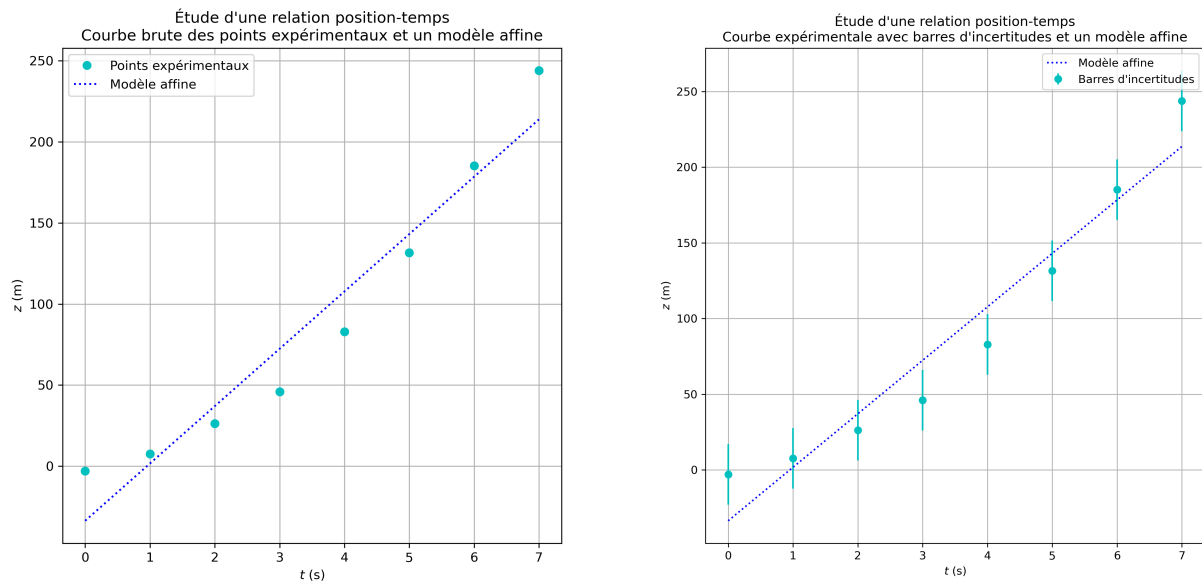 Étude d'une relation position-temps
Courbe brute des points expérimentaux et un modèle affine
Points expérimentaux
Modèle affine
250
200
150
100
50
0
z (m)
0 1 2 3 4 5 6 7
t (s)
Étude d'une relation position-temps
Courbe expérimentale avec barres d'incertitudes et un modèle affine
Modèle affine
Barres d'incertitudes
250
200
150
100
50
0
z (m)
0 1 2 3 4 5 6 7
t (s)